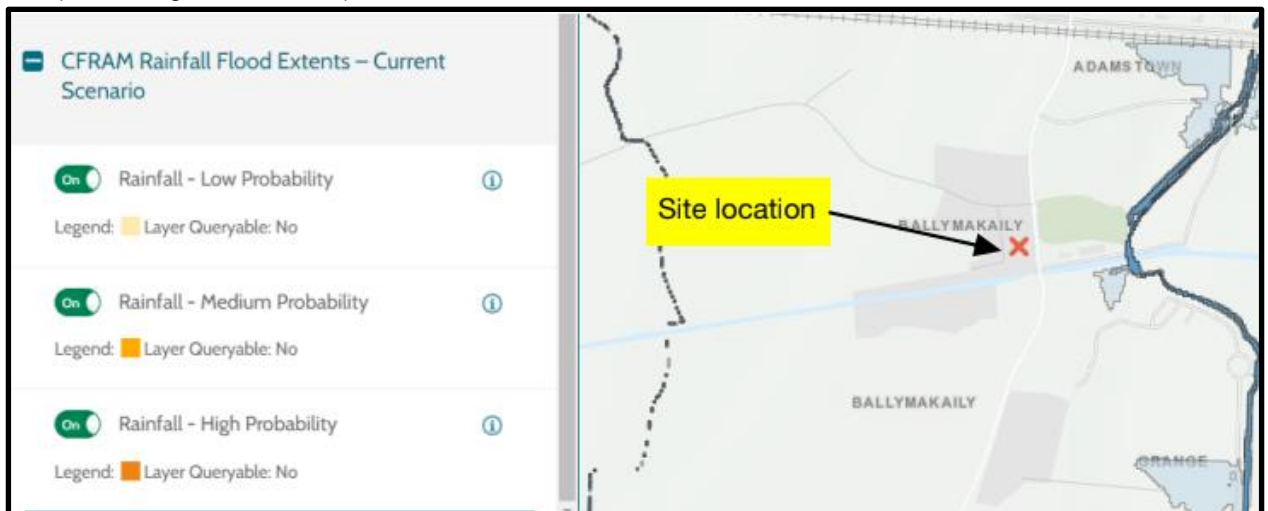 CFRAM Rainfall Flood Extents – Current
Scenario
On Rainfall - Low Probability
Legend: Layer Queryable: No
On Rainfall - Medium Probability
Legend: Layer Queryable: No
On Rainfall - High Probability
Legend: Layer Queryable: No
ADAMSTOWN
Site location
BALLYMAKAILY
BALLYMAKAILY
GRANGE